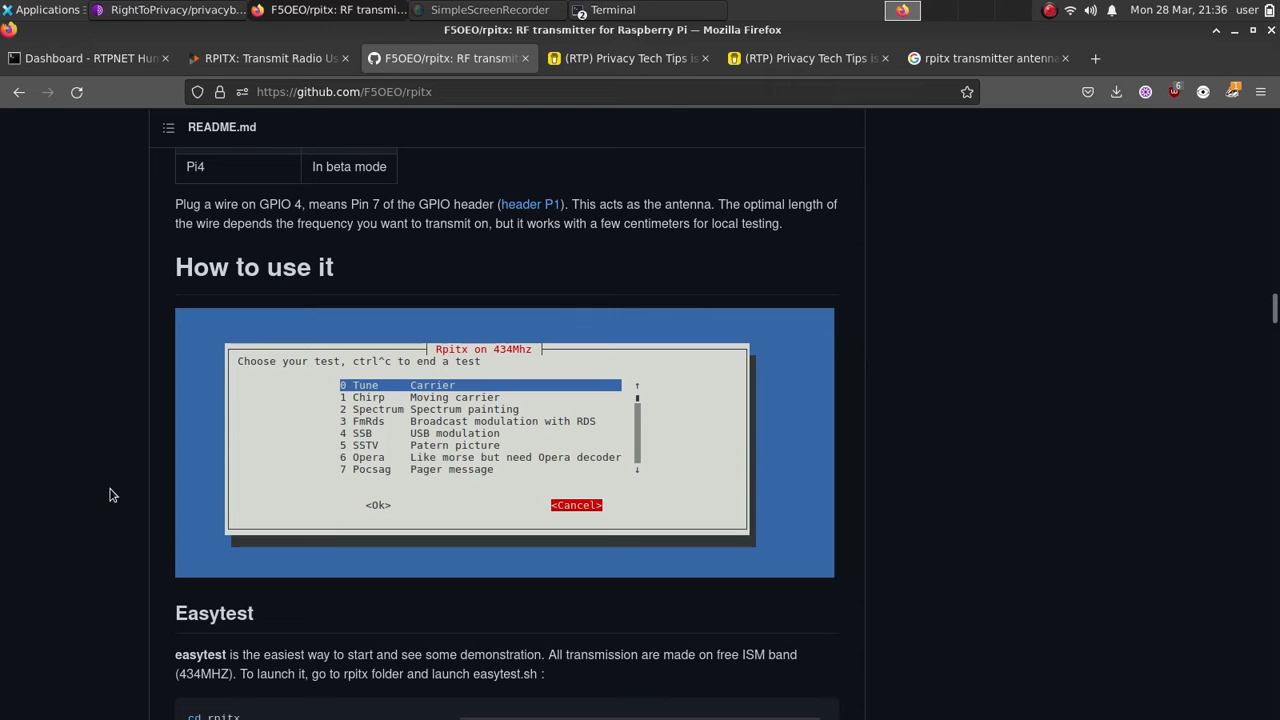 Applications
RightToPrivacy/privacyb...
F5OEO/rpitx: RF transmi...
SimpleScreenRecorder
2
Terminal
Mon 28 Mar, 21:36
user
F5OEO/rpitx: RF transmitter for Raspberry Pi — Mozilla Firefox
Dashboard - RTPNET Hun
RPITX: Transmit Radio Us
F5OEO/rpitx: RF transmit
(RTP) Privacy Tech Tips is
(RTP) Privacy Tech Tips is
rpitx transmitter antenna
https://github.com/F5OEO/rpitx
6
1
README.md
Pi4 In beta mode
Plug a wire on GPIO 4, means Pin 7 of the GPIO header (header P1). This acts as the antenna. The optimal length of
the wire depends the frequency you want to transmit on, but it works with a few centimeters for local testing.
How to use it
Rpitx on 434Mhz
Choose your test, ctrl^c to end a test
0 Tune Carrier
1 Chirp Moving carrier
2 Spectrum Spectrum painting
3 FmRds Broadcast modulation with RDS
4 SSB USB modulation
5 SSTV Patern picture
6 Opera Like morse but need Opera decoder
7 Pocsag Pager message
<Ok> <Cancel>
Easytest
easytest is the easiest way to start and see some demonstration. All transmission are made on free ISM band
(434MHZ). To launch it, go to rpitx folder and launch easytest.sh :
cd rpitx